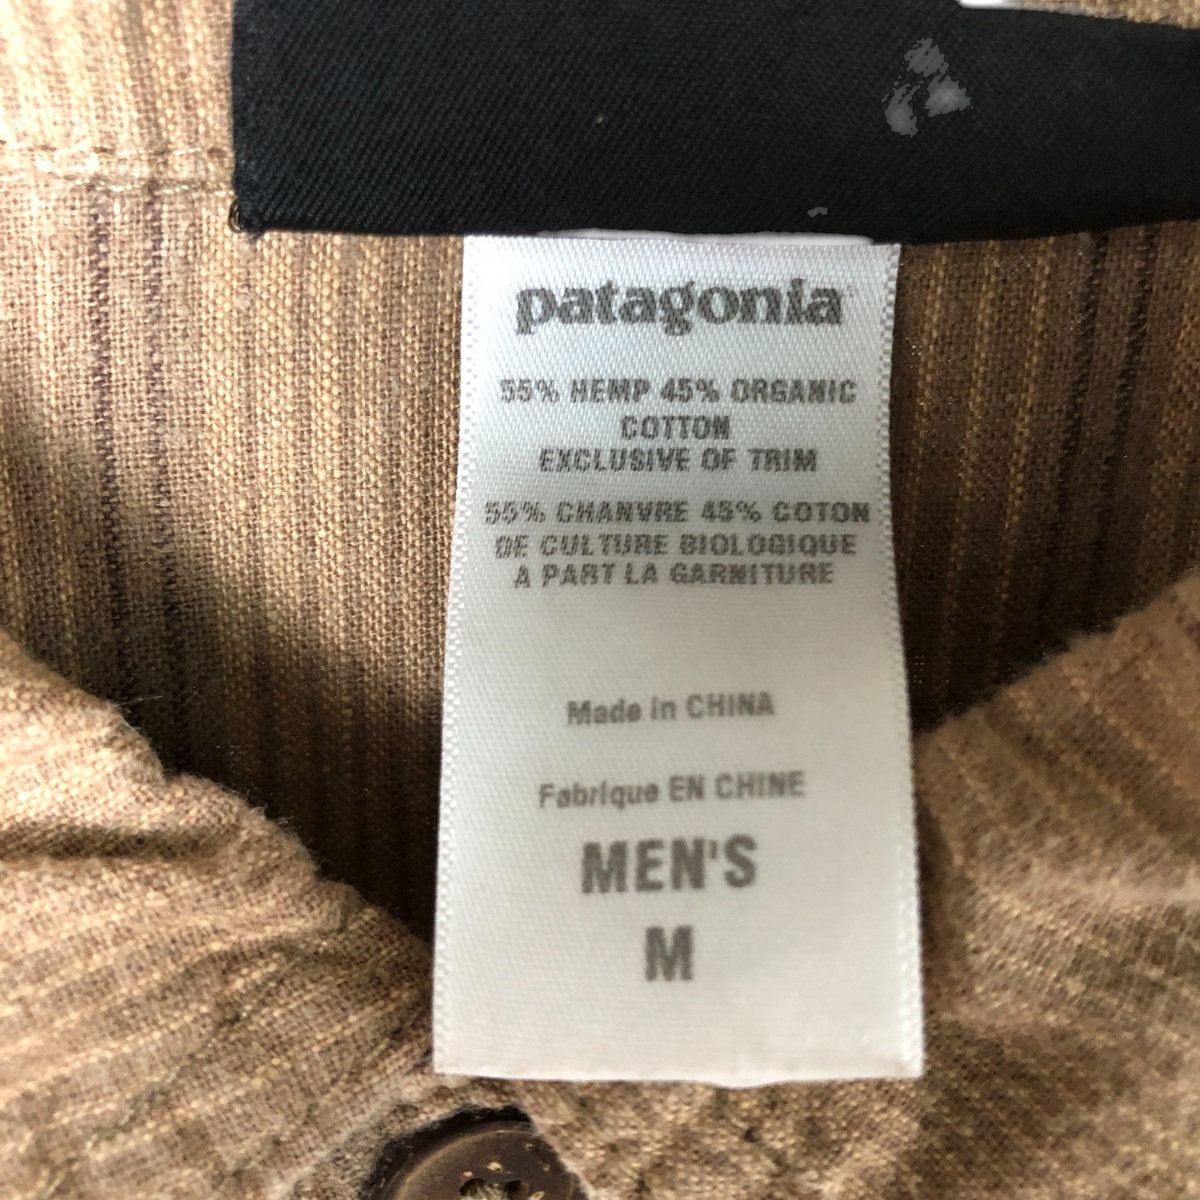 patagonia
55% HEMP 45% ORGANIC
COTTON
EXCLUSIVE OF TRIM
55% CHANVRE 45% COTON
DE CULTURE BIOLOGIQUE
A PART LA GARNITURE
Made in CHINA
Fabrique EN CHINE
MEN'S
M